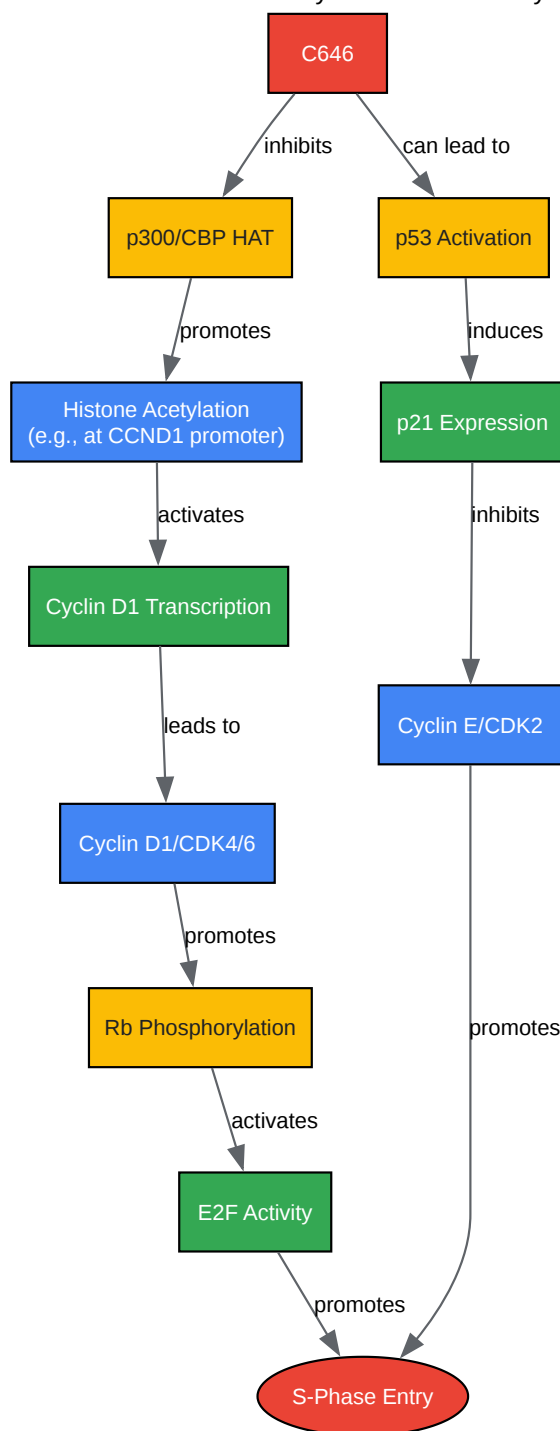 C646
inhibits
can lead to
p300/CBP HAT
p53 Activation
promotes
induces
Histone Acetylation
(e.g., at CCND1 promoter)
p21 Expression
activates
inhibits
Cyclin D1 Transcription
leads to
Cyclin E/CDK2
Cyclin D1/CDK4/6
promotes
Rb Phosphorylation
promotes
activates
E2F Activity
promotes
S-Phase Entry